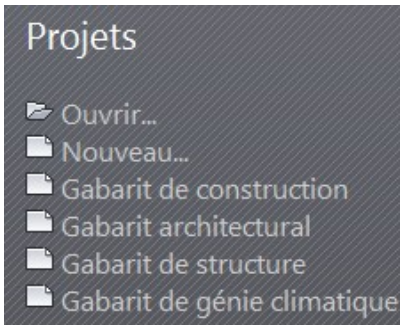 Projets
Ouvrir...
Nouveau...
Gabarit de construction
Gabarit architectural
Gabarit de structure
Gabarit de génie climatique